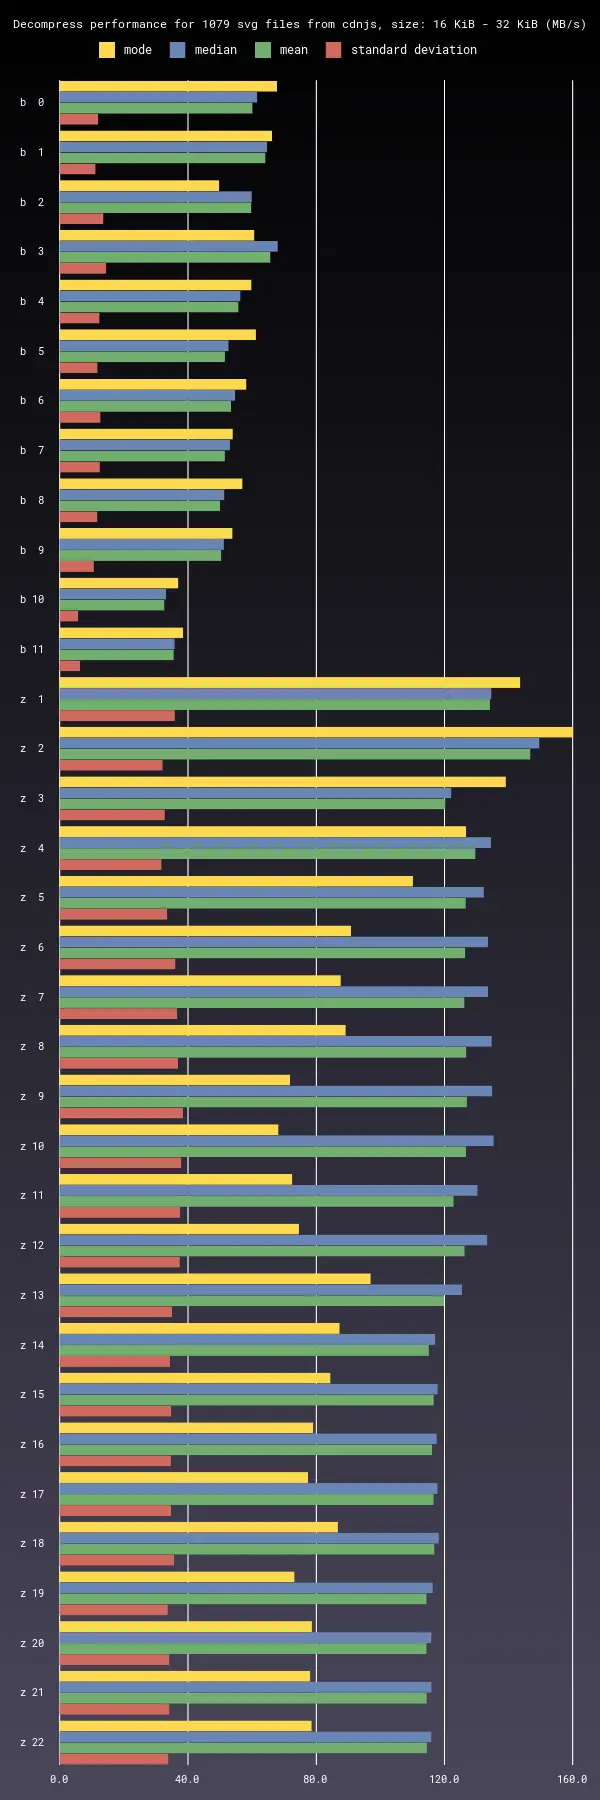 Decompress performance for 1079 svg files from cdnjs, size: 16 KiB - 32 KiB (MB/s)
mode median mean standard deviation
b 0
b 1
b 2
b 3
b 4
b 5
b 6
b 7
b 8
b 9
b 10
b 11
z 1
z 2
z 3
z 4
z 5
z 6
z 7
z 8
z 9
z 10
z 11
z 12
z 13
z 14
z 15
z 16
z 17
z 18
z 19
z 20
z 21
z 22
0.0 40.0 80.0 120.0 160.0